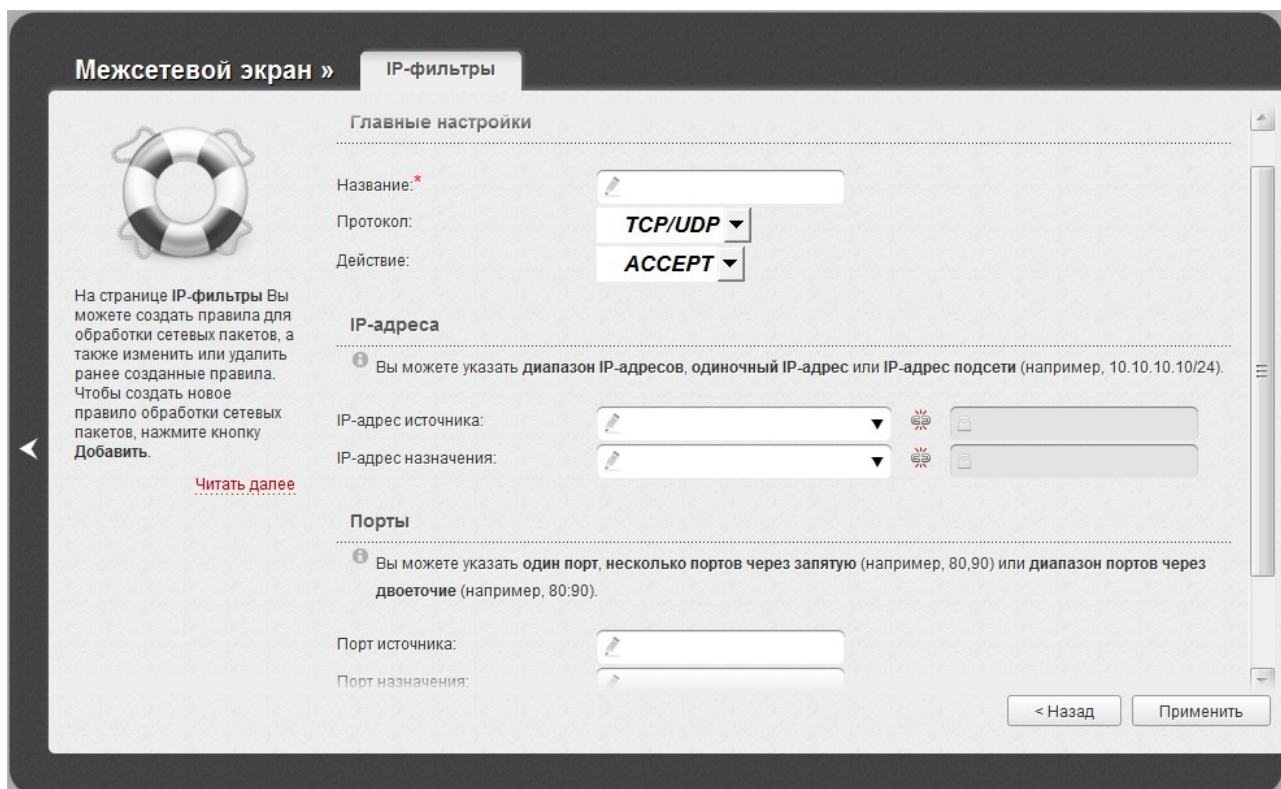 Межсетевой экран »
IP-фильтры
На странице IP-фильтры Вы
можете создать правила для
обработки сетевых пакетов, а
также изменить или удалить
ранее созданные правила.
Чтобы создать новое
правило обработки сетевых
пакетов, нажмите кнопку
Добавить.
Читать далее
Главные настройки
Название:*
Протокол: TCP/UDP
Действие: ACCEPT
IP-адреса
Вы можете указать диапазон IP-адресов, одиночный IP-адрес или IP-адрес подсети (например, 10.10.10.10/24).
IP-адрес источника:
IP-адрес назначения:
Порты
Вы можете указать один порт, несколько портов через запятую (например, 80,90) или диапазон портов через
двоеточие (например, 80:90).
Порт источника:
Порт назначения:
< Назад
Применить